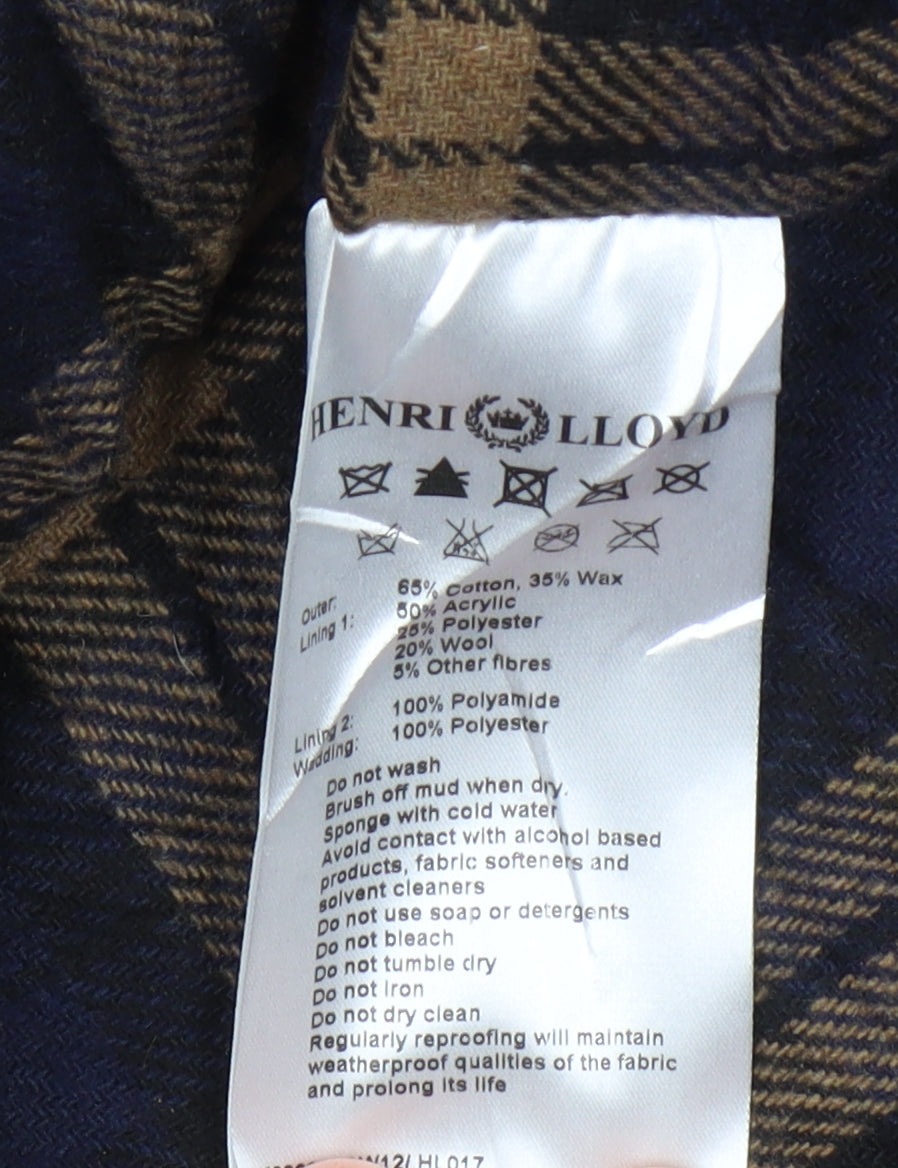 HENRI LLOYD
Outer: 65% Cotton, 35% Wax
Lining 1: 50% Acrylic
25% Polyester
20% Wool
5% Other fibres
Lining 2: 100% Polyamide
Wadding: 100% Polyester
Do not wash
Brush off mud when dry.
Sponge with cold water
Avoid contact with alcohol based
products, fabric softeners and
solvent cleaners
Do not use soap or detergents
Do not bleach
Do not tumble dry
Do not iron
Do not dry clean
Regularly reproofing will maintain
weatherproof qualities of the fabric
and prolong its life
HL017